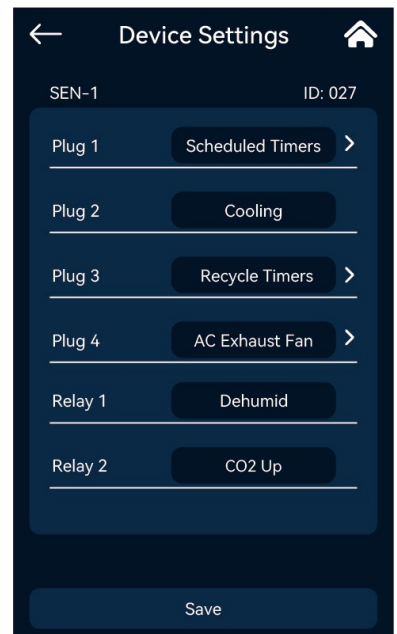 Device Settings
SEN-1 ID: 027
Plug 1 Scheduled Timers
Plug 2 Cooling
Plug 3 Recycle Timers
Plug 4 AC Exhaust Fan
Relay 1 Dehumid
Relay 2 CO2 Up
Save